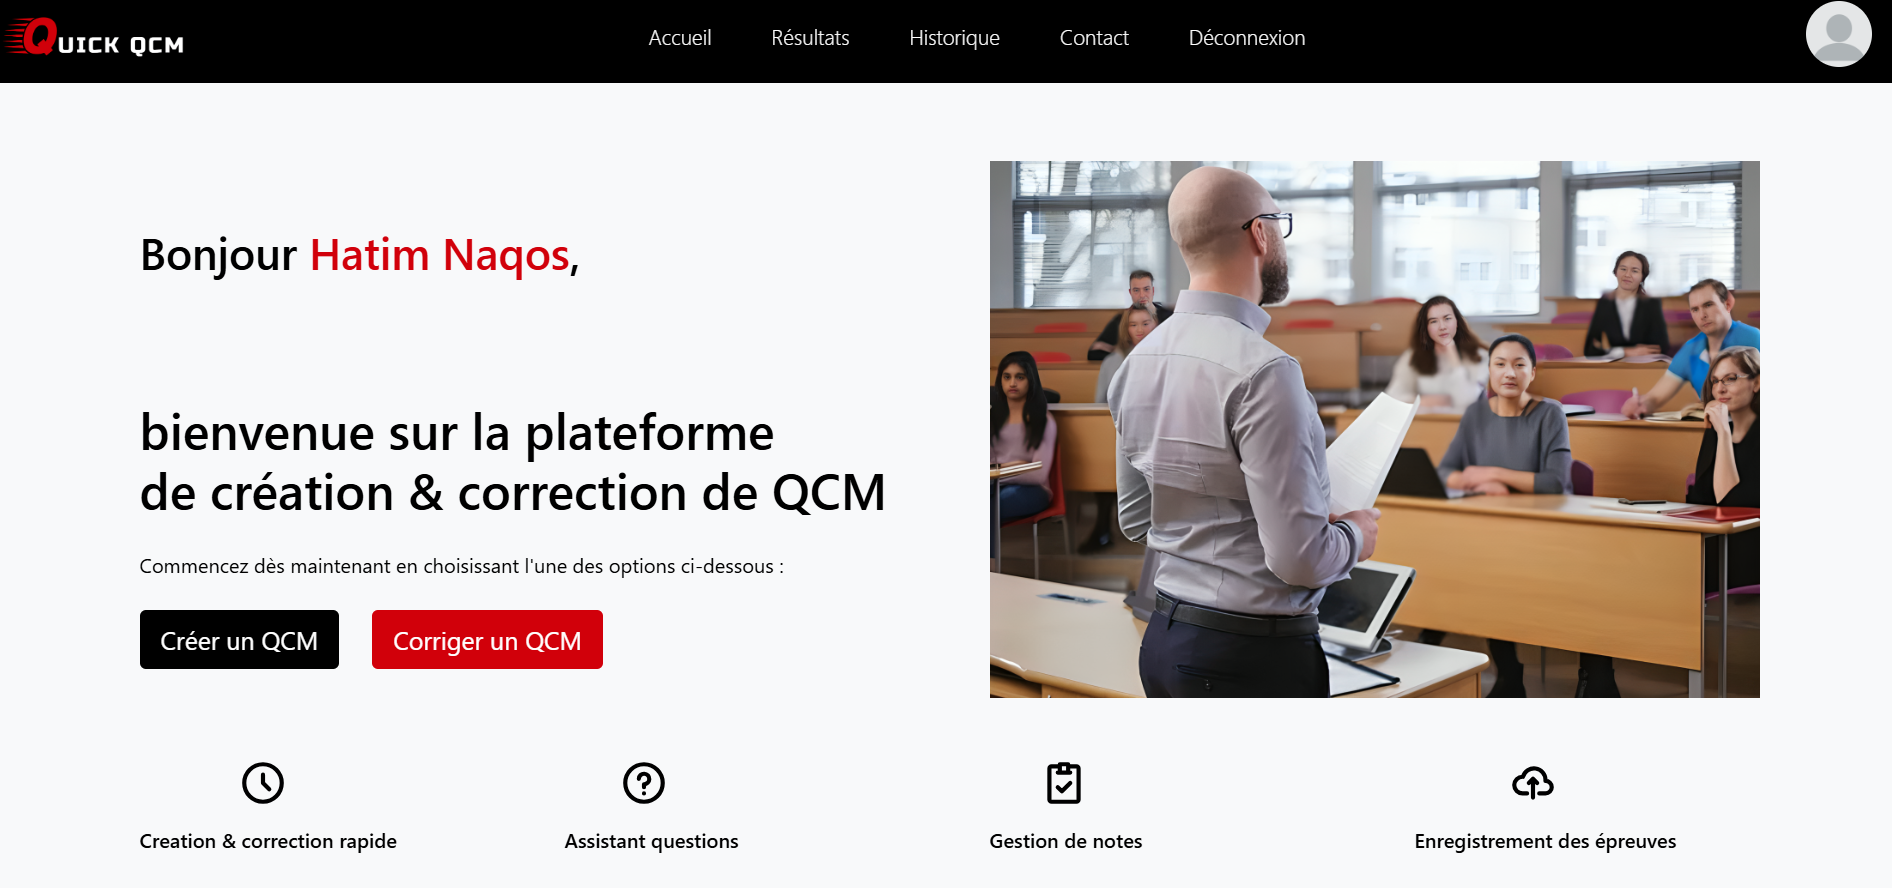 QUICK QCM
Accueil Résultats Historique Contact Déconnexion
Bonjour Hatim Naqos,
bienvenue sur la plateforme
de création & correction de QCM
Commencez dès maintenant en choisissant l'une des options ci-dessous :
Créer un QCM Corriger un QCM
Creation & correction rapide Assistant questions Gestion de notes Enregistrement des épreuves